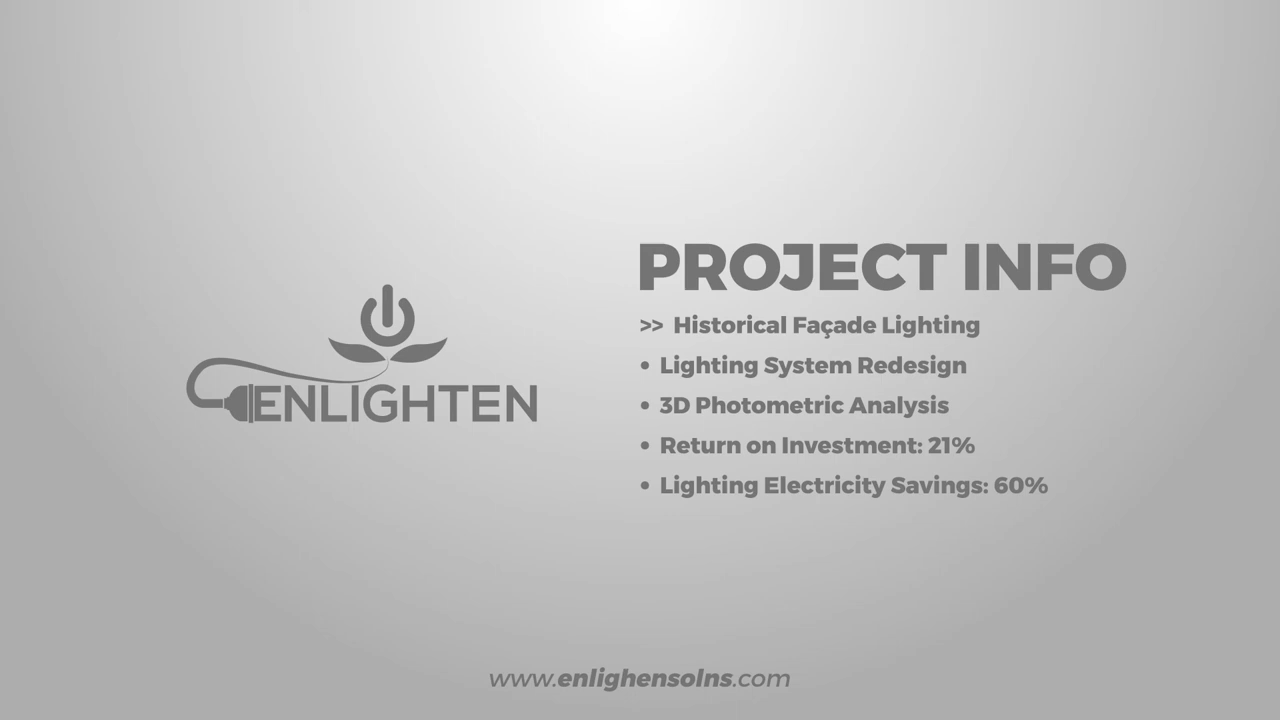 PROJECT INFO
>> Historical Façade Lighting
• Lighting System Redesign
• 3D Photometric Analysis
• Return on Investment: 21%
• Lighting Electricity Savings: 60%
ENLIGHTEN
www.enlighensolns.com